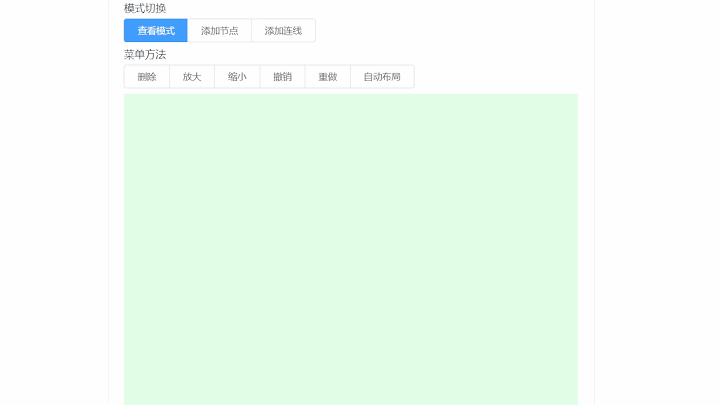 模式切换
查看模式 添加节点 添加连线
菜单方法
删除 放大 缩小 撤销 重做 自动布局